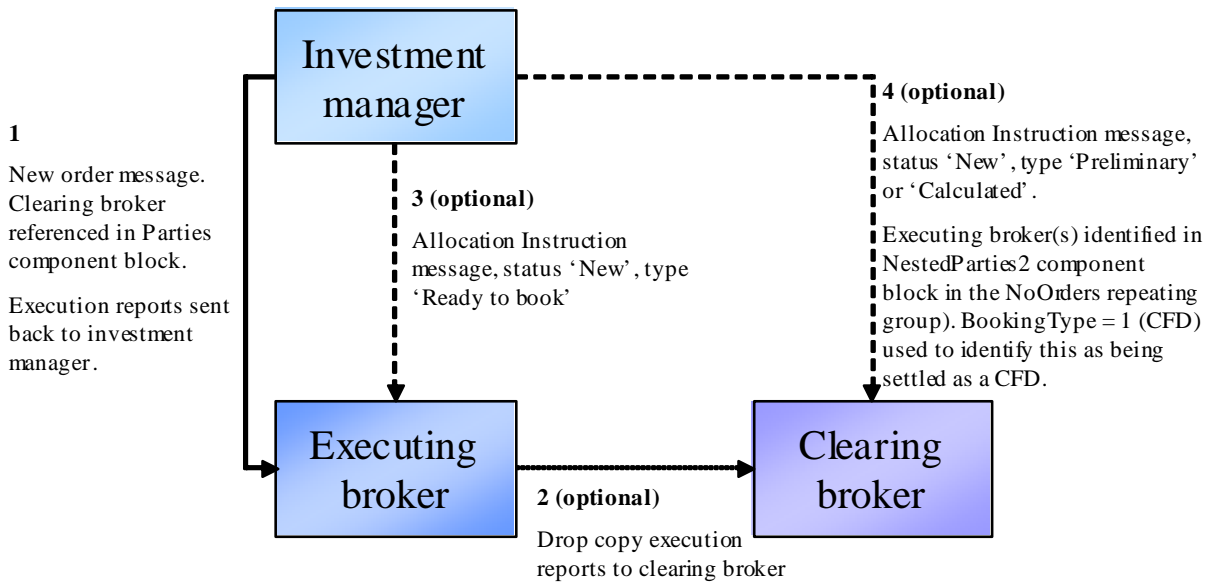 Investment
manager
1
New order message.
Clearing broker
referenced in Parties
component block.
Execution reports sent
back to investment
manager.
3 (optional)
Allocation Instruction
message, status ‘New’, type
‘Ready to book’
4 (optional)
Allocation Instruction message,
status ‘New’, type ‘Preliminary’
or ‘Calculated’.
Executing broker(s) identified in
NestedParties2 component
block in the NoOrders repeating
group). BookingType = 1 (CFD)
used to identify this as being
settled as a CFD.
Executing
broker
2 (optional)
Drop copy execution
reports to clearing broker
Clearing
broker